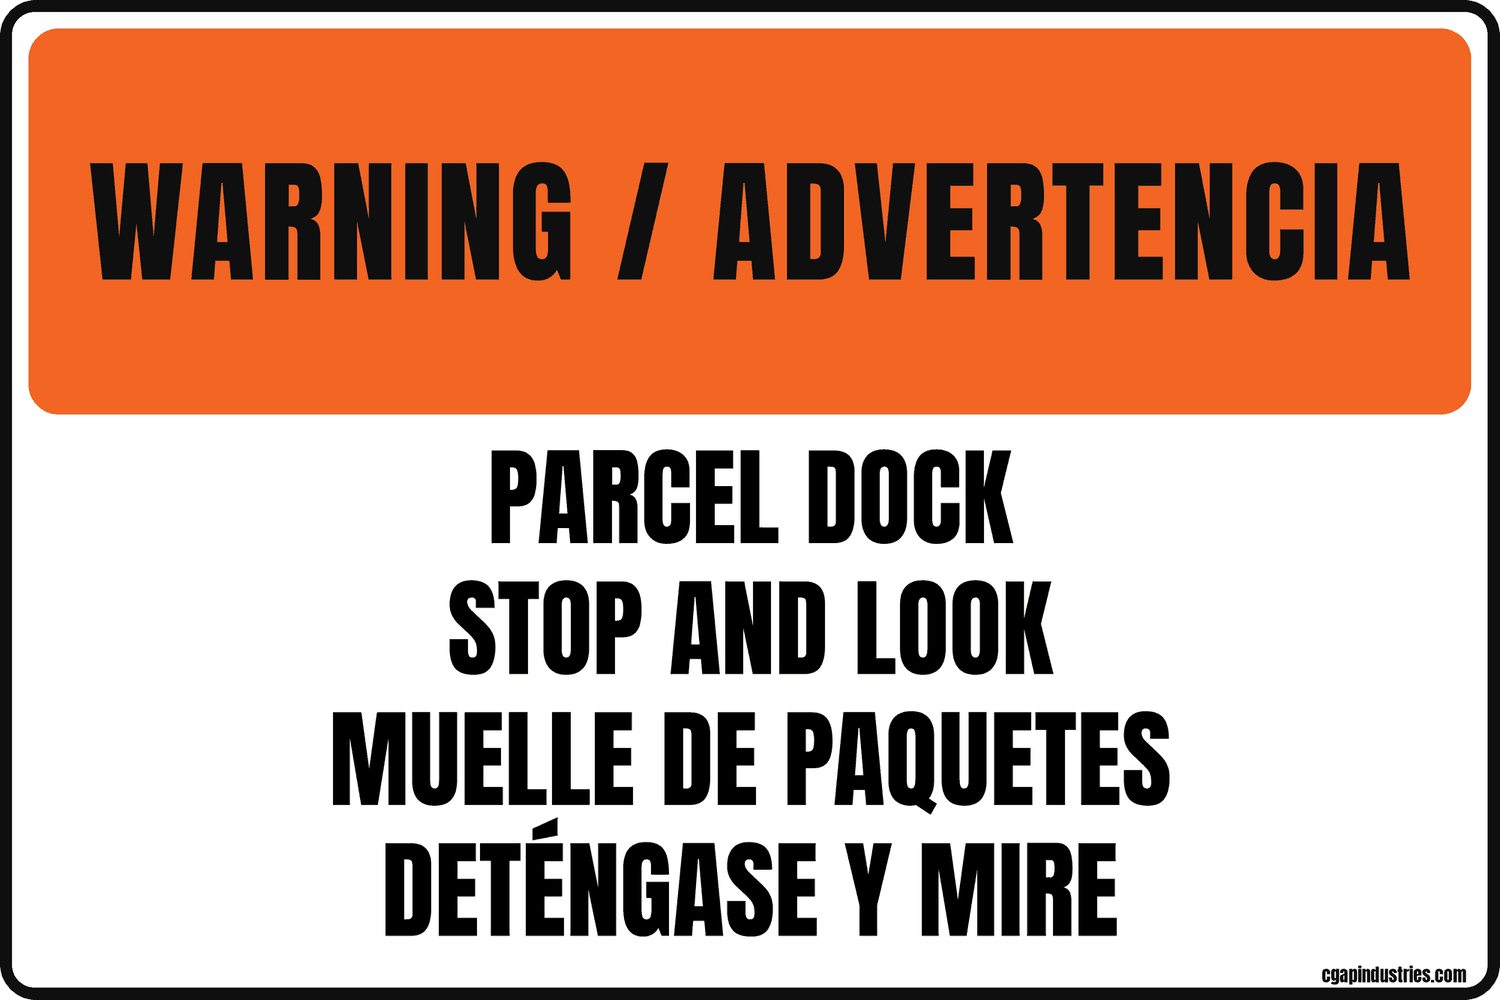 WARNING / ADVERTENCIA
PARCEL DOCK
STOP AND LOOK
MUELLE DE PAQUETES
DETÉNGASE Y MIRE
cgapindustries.com